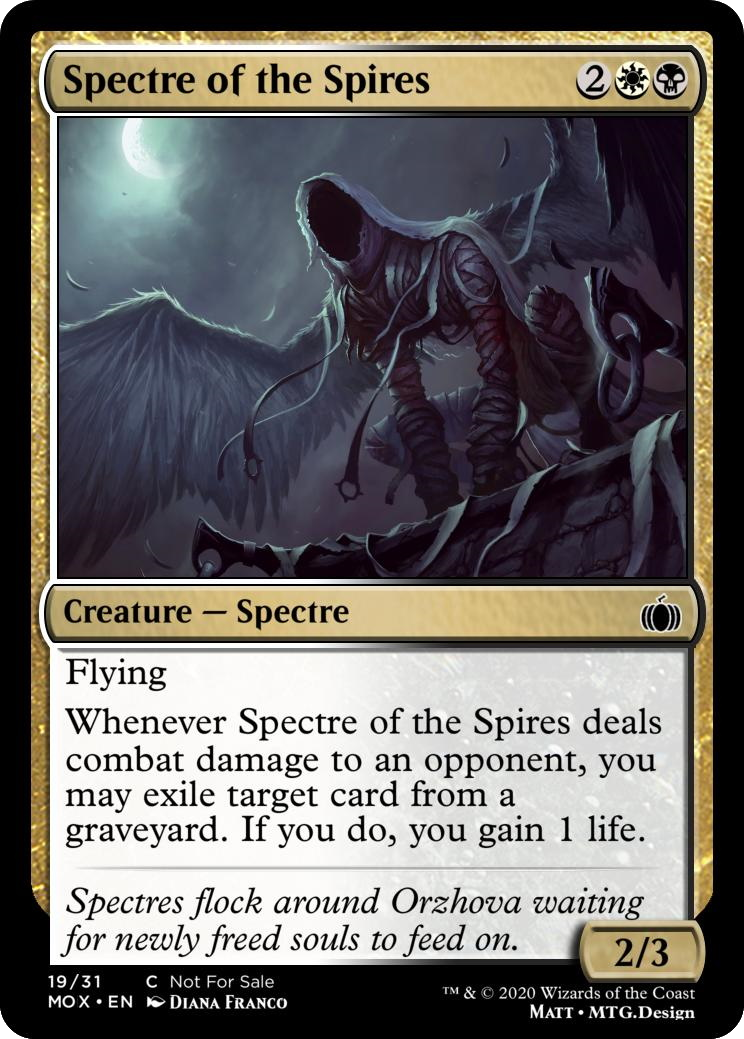 Spectre of the Spires 2
Creature — Spectre
Flying
Whenever Spectre of the Spires deals
combat damage to an opponent, you
may exile target card from a
graveyard. If you do, you gain 1 life.
Spectres flock around Orzhova waiting
for newly freed souls to feed on.
2/3
19/31 C Not For Sale
MOX • EN Diana Franco
™ & © 2020 Wizards of the Coast
Matt • MTG.Design